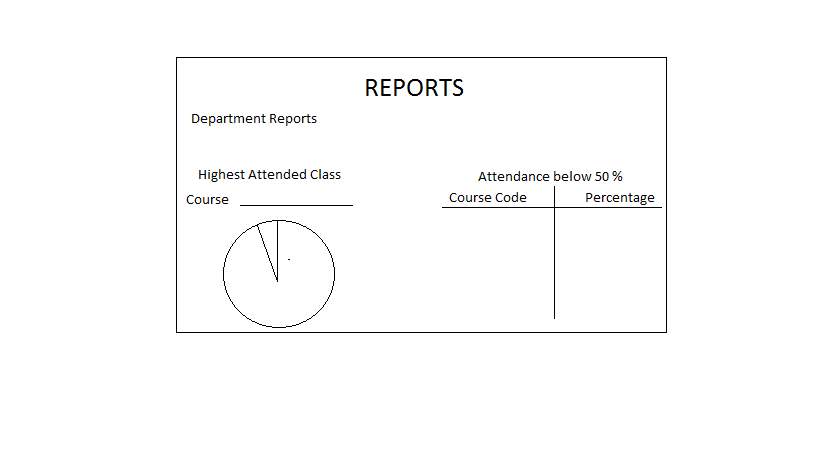 REPORTS
Department Reports
Highest Attended Class
Course
Attendance below 50 %
Course Code Percentage